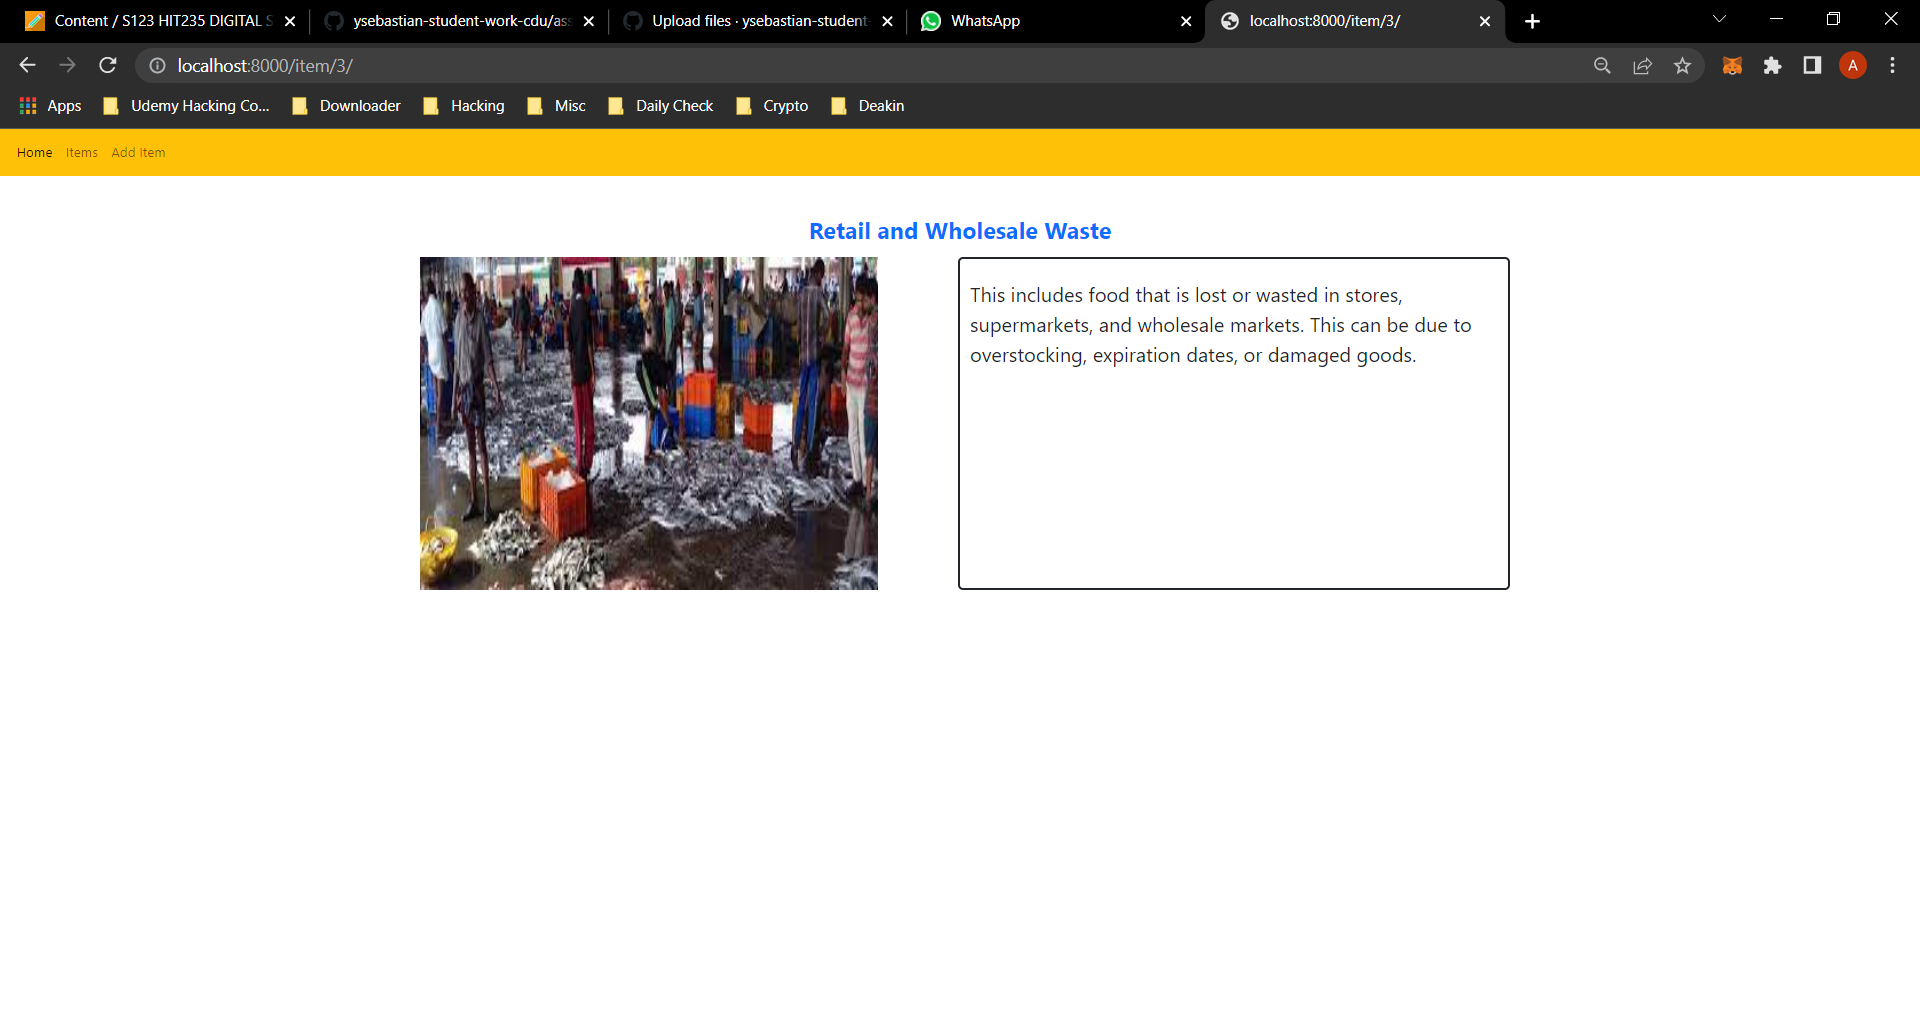 Content / S123 HIT235 DIGITAL S
ysebastian-student-work-cdu/ass
Upload files · ysebastian-student-
WhatsApp
localhost:8000/item/3/
localhost:8000/item/3/
A
Apps
Udemy Hacking Co...
Downloader
Hacking
Misc
Daily Check
Crypto
Deakin
Home Items Add Item
Retail and Wholesale Waste
This includes food that is lost or wasted in stores,
supermarkets, and wholesale markets. This can be due to
overstocking, expiration dates, or damaged goods.